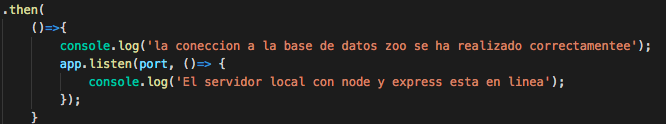 .then(
()=>{
console.log('la coneccion a la base de datos zoo se ha realizado correctamentee');
app.listen(port, ()=> {
console.log('El servidor local con node y express esta en linea');
});
}